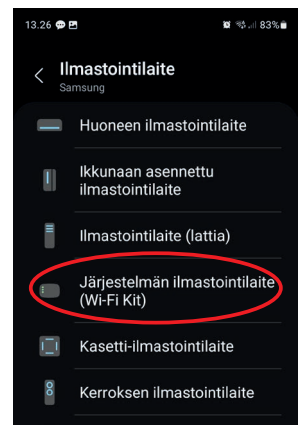 13.26 83%
Ilmastointilaite
Samsung
Huoneen ilmastointilaite
Ikkunaan asennettu
ilmastointilaite
Ilmastointilaite (lattia)
Järjestelmän ilmastointilaite
(Wi-Fi Kit)
Kasetti-ilmastointilaite
Kerroksen ilmastointilaite